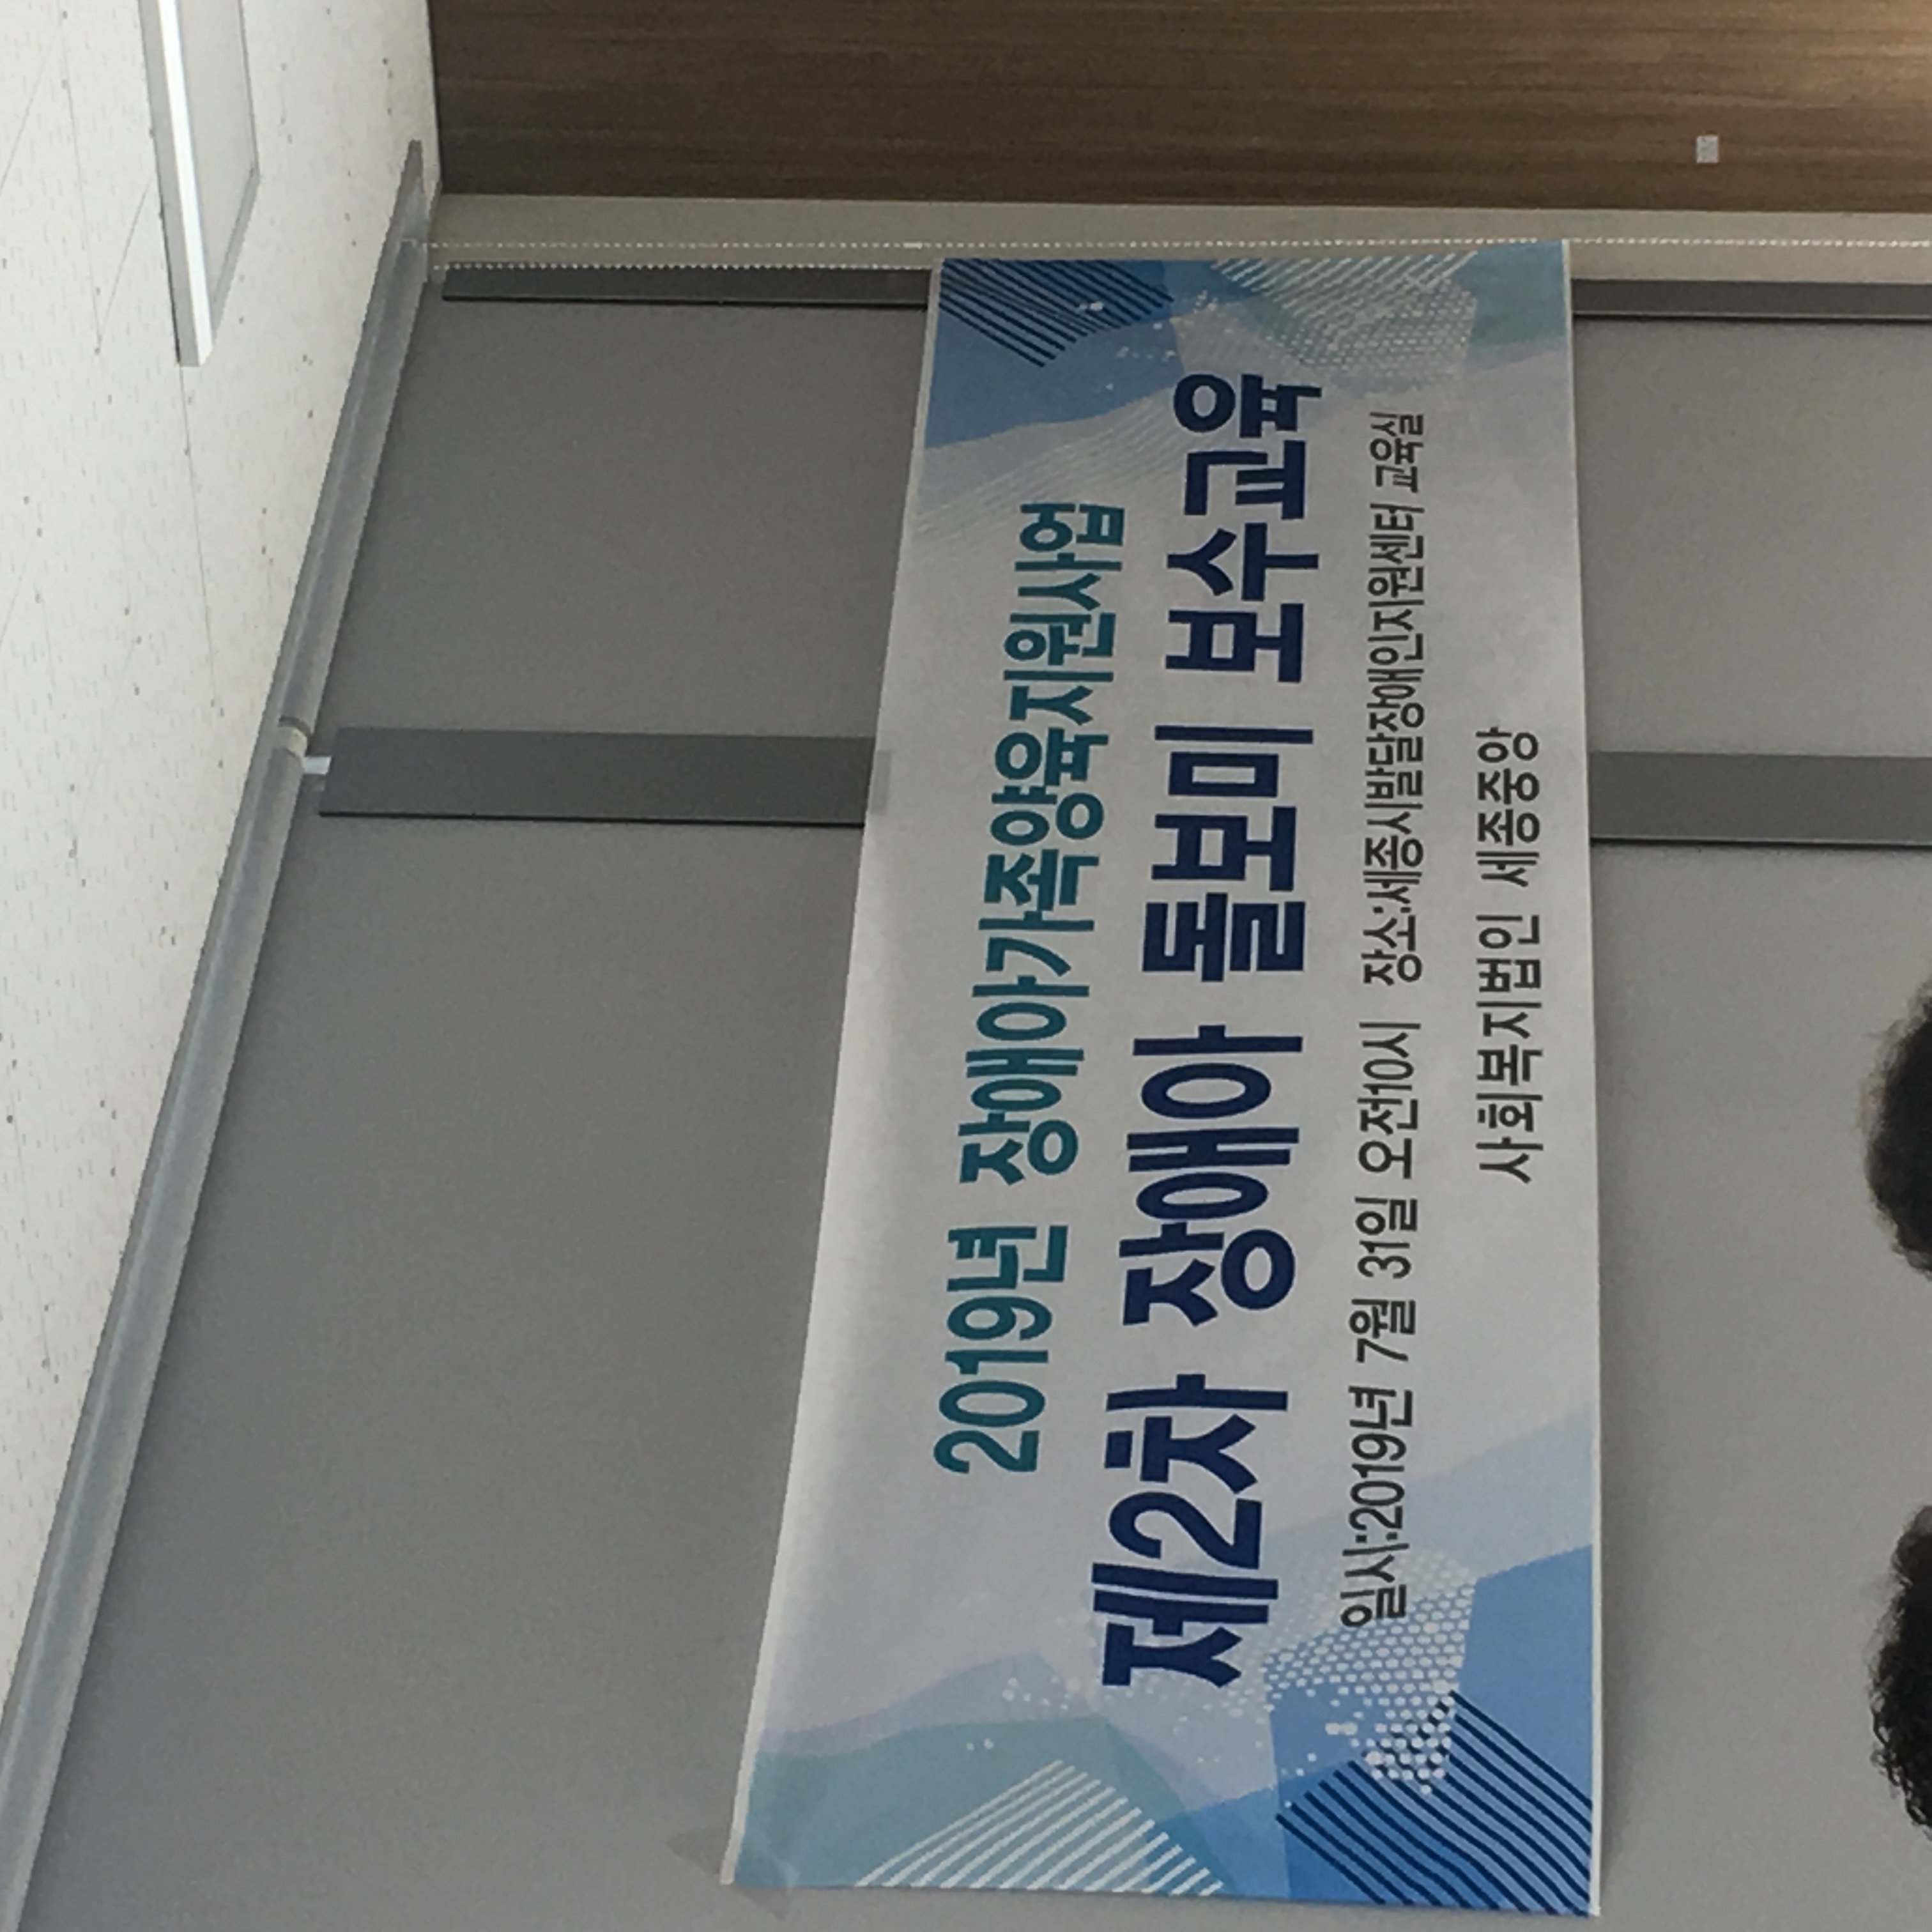 2019년 장애아가족양육지원사업
제2차 장애아 돌보미 보수교육
일시:2019년 7월 31일 오전10시 장소:세종시발달장애인지원센터 교육실
사회복지법인 세종중앙